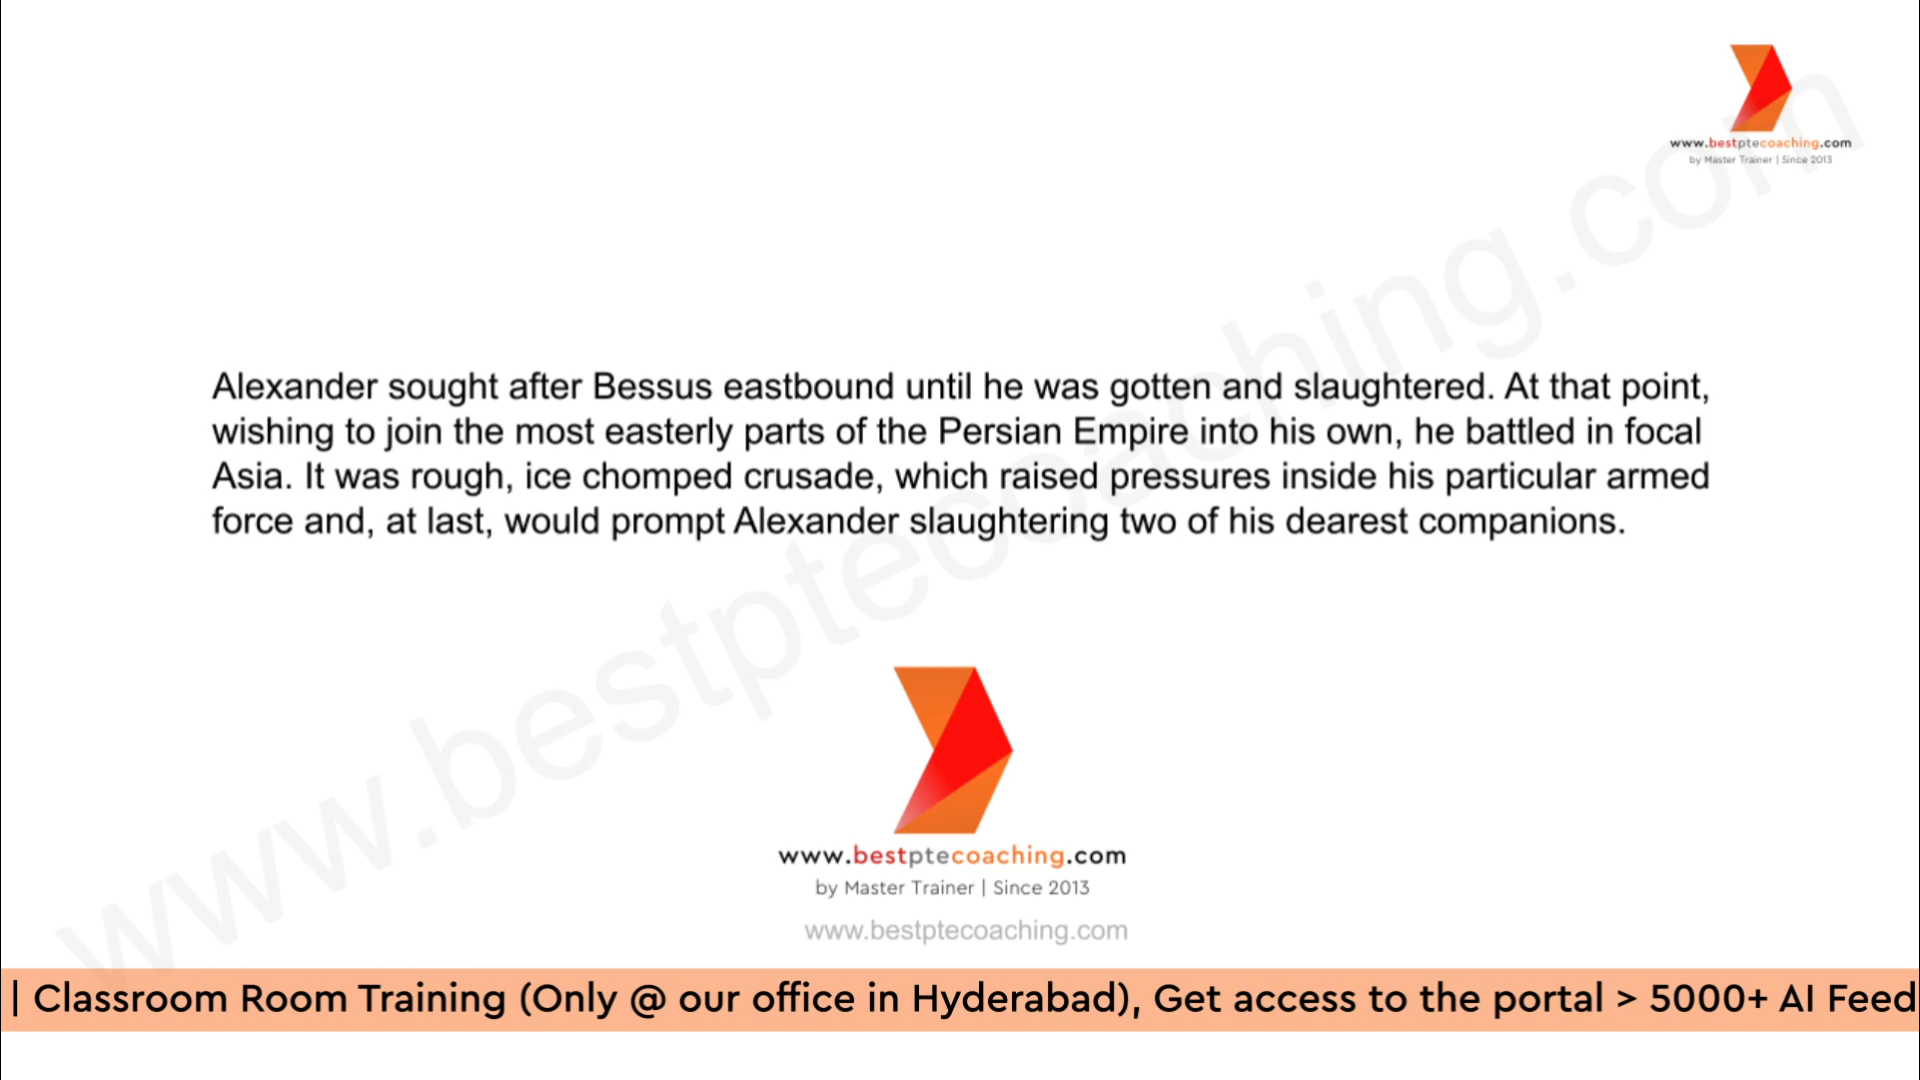 www.bestptecoaching.com
by Master Trainer | Since 2013
Alexander sought after Bessus eastbound until he was gotten and slaughtered. At that point,
wishing to join the most easterly parts of the Persian Empire into his own, he battled in focal
Asia. It was rough, ice chomped crusade, which raised pressures inside his particular armed
force and, at last, would prompt Alexander slaughtering two of his dearest companions.
www.bestptecoaching.com
www.bestptecoaching.com
by Master Trainer | Since 2013
www.bestptecoaching.com
| Classroom Room Training (Only @ our office in Hyderabad), Get access to the portal > 5000+ AI Feed